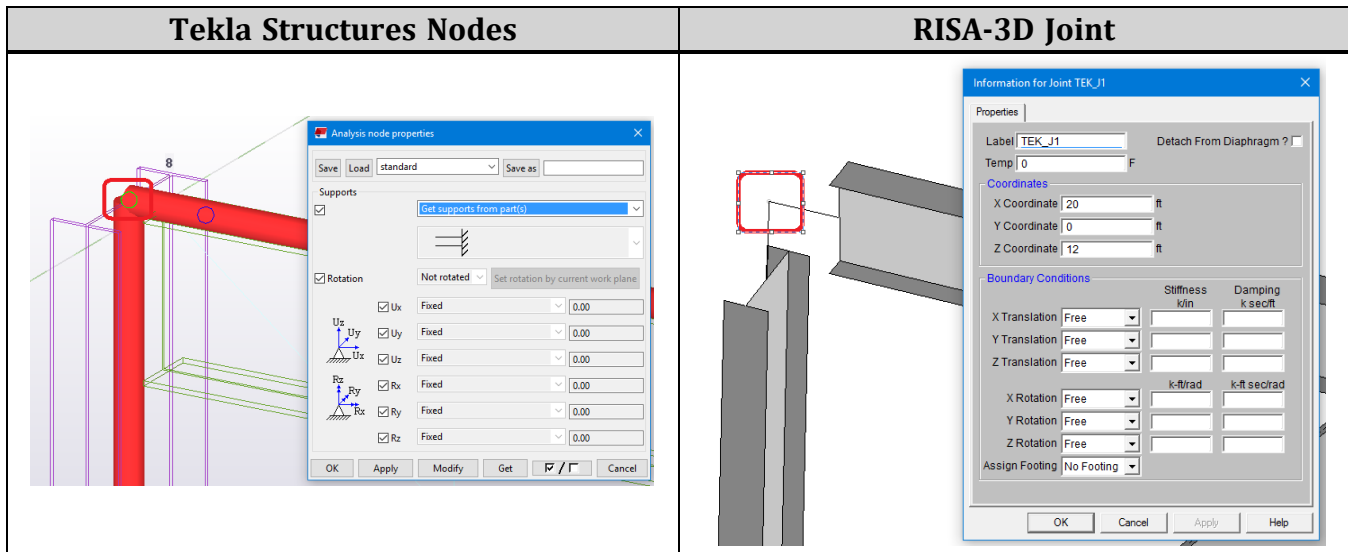 Tekla Structures Nodes
RISA-3D Joint
8
Analysis node properties
Save Load standard Save as
Supports
Get supports from part(s)
Rotation Not rotated Set rotation by current work plane
Ux Fixed 0.00
Uy Fixed 0.00
Uz Fixed 0.00
Rx Fixed 0.00
Ry Fixed 0.00
Rz Fixed 0.00
Uz
Uy
Ux
Rz
Ry
Rx
OK Apply Modify Get / Cancel
Information for Joint TEK_J1
Properties
Label TEK_J1 Detach From Diaphragm ?
Temp 0 F
Coordinates
X Coordinate 20 ft
Y Coordinate 0 ft
Z Coordinate 12 ft
Boundary Conditions
Stiffness Damping
k/in k sec/ft
X Translation Free
Y Translation Free
Z Translation Free
k-ft/rad k-ft sec/rad
X Rotation Free
Y Rotation Free
Z Rotation Free
Assign Footing No Footing
OK Cancel Apply Help